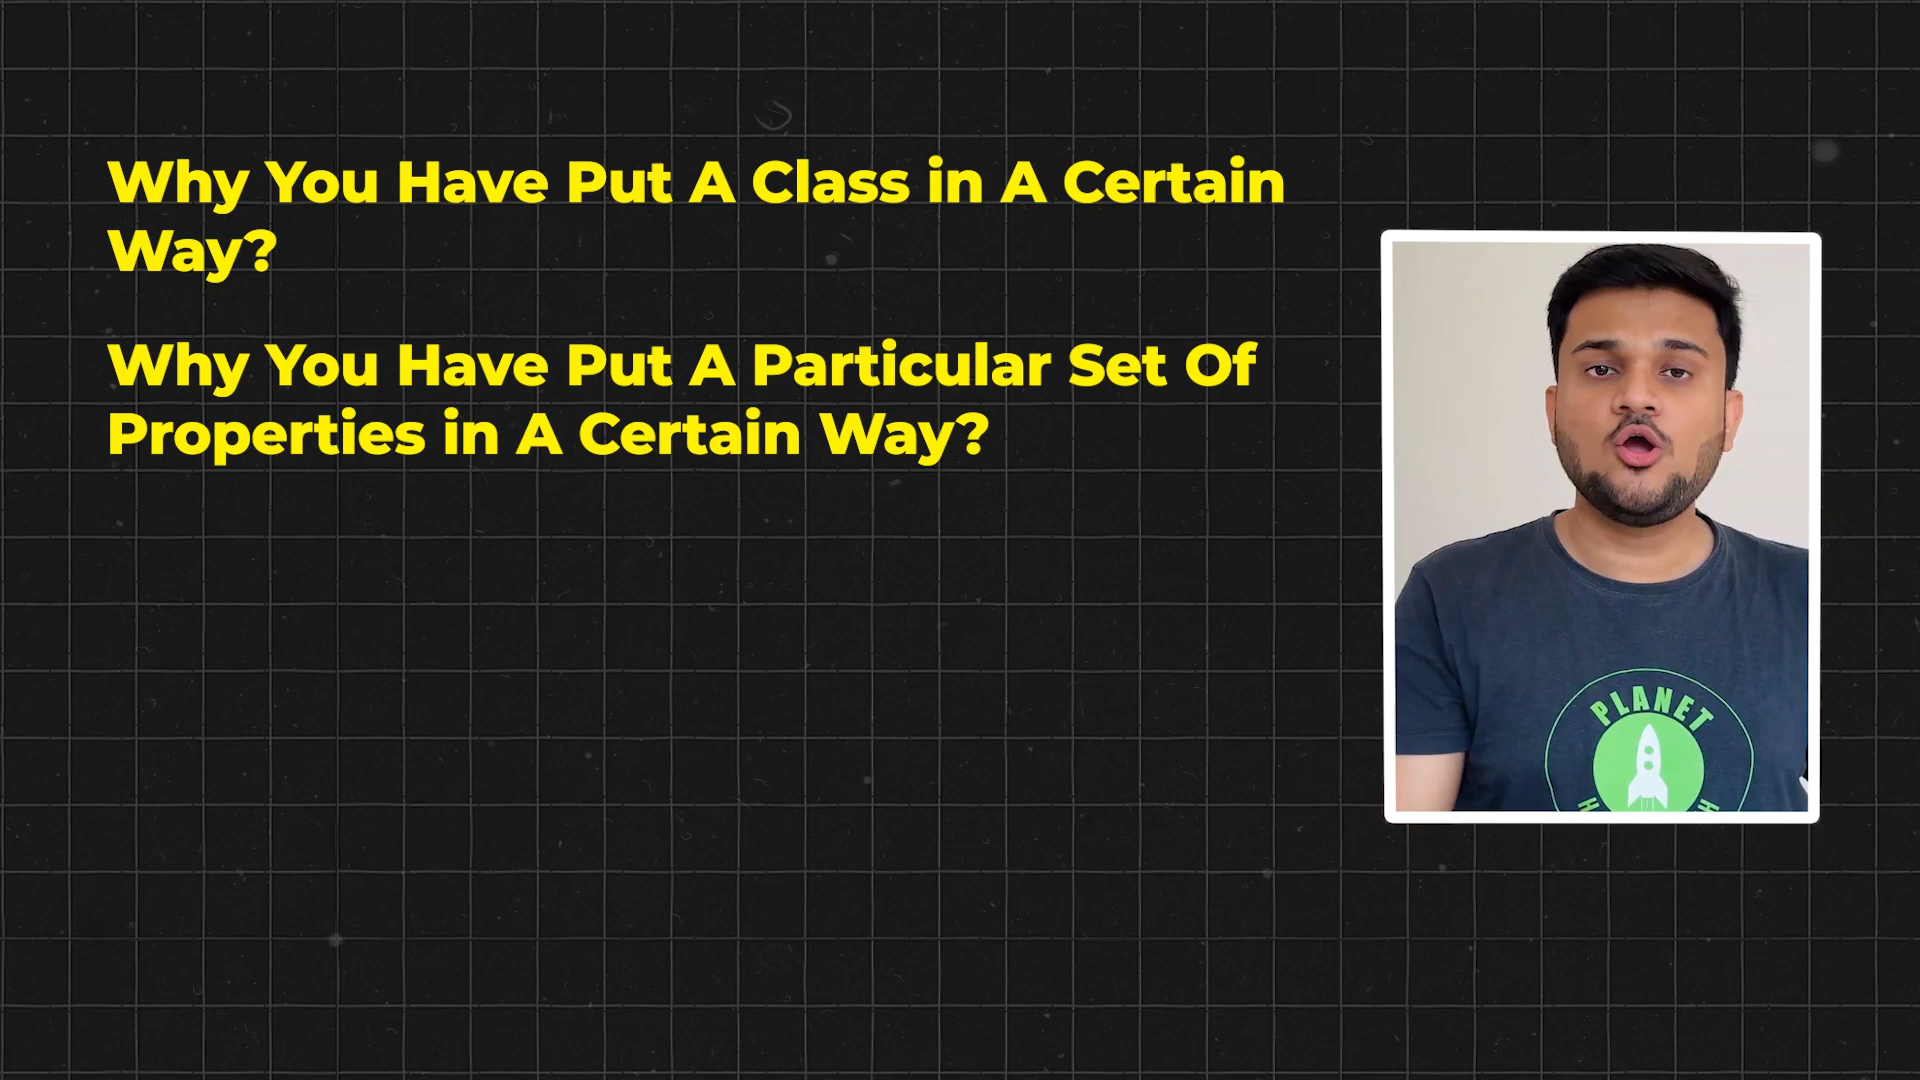 Why You Have Put A Class in A Certain
Way?
Why You Have Put A Particular Set Of
Properties in A Certain Way?
PLANET